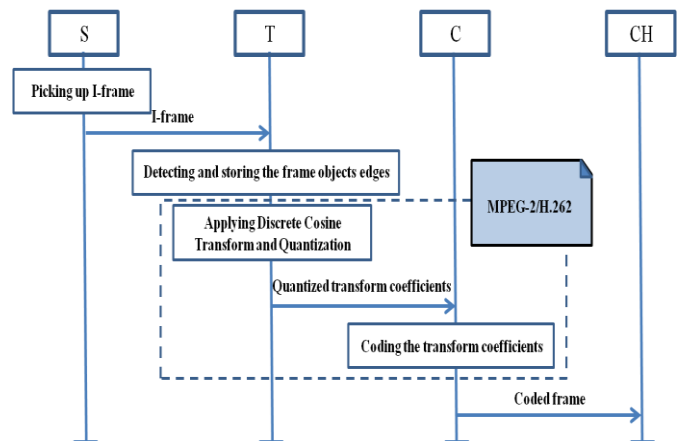 S
T
C
CH
Picking up I-frame
I-frame
Detecting and storing the frame objects edges
MPEG-2/H.262
Applying Discrete Cosine
Transform and Quantization
Quantized transform coefficients
Coding the transform coefficients
Coded frame